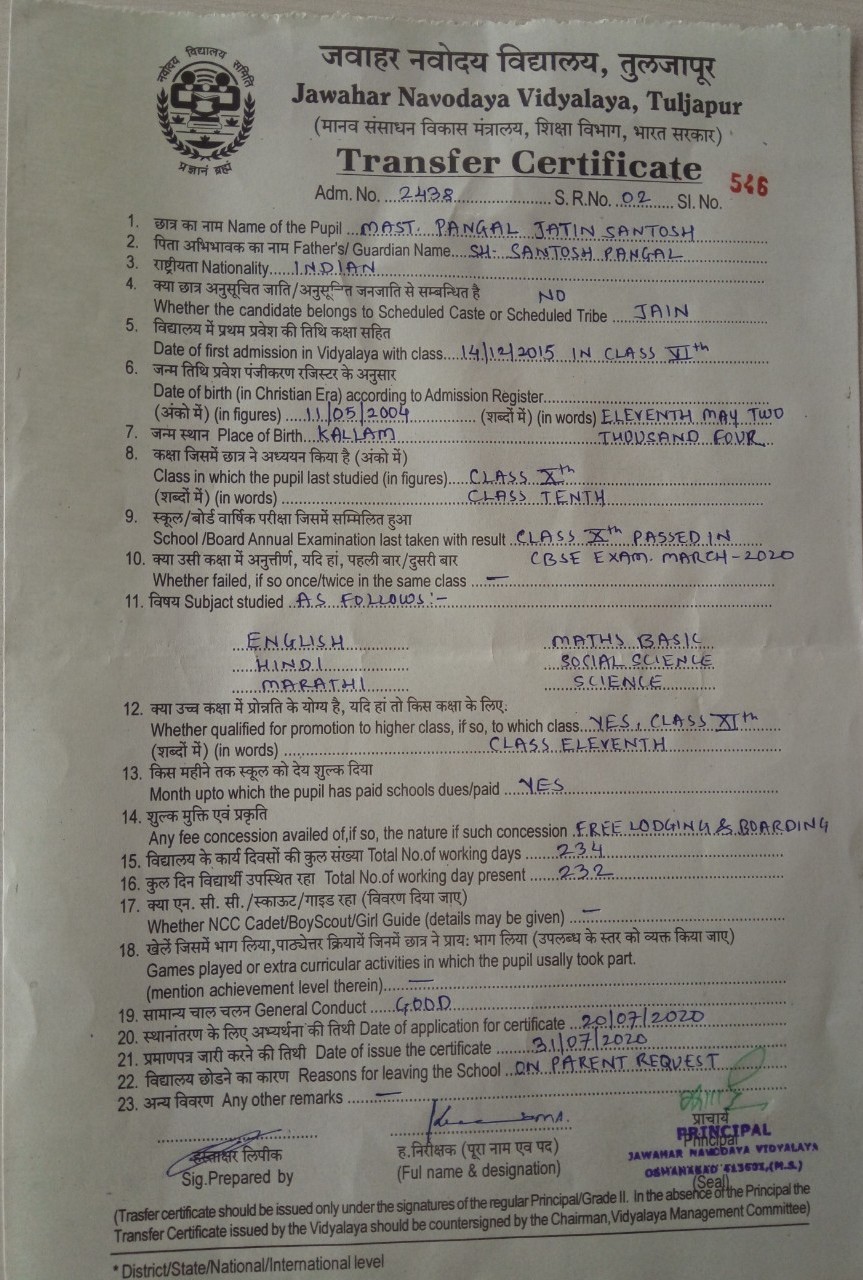 नवोदय विद्यालय समिति
प्रज्ञानं ब्रह्म
जवाहर नवोदय विद्यालय, तुलजापूर
Jawahar Navodaya Vidyalaya, Tuljapur
(मानव संसाधन विकास मंत्रालय, शिक्षा विभाग, भारत सरकार)
Transfer Certificate
Adm. No. ...2438...................... S.R.No. ..02..... Sl. No. 546
1. छात्र का नाम Name of the Pupil ...MAST. PANGAL JATIN SANTOSH
2. पिता अभिभावक का नाम Father's/ Guardian Name....SH. SANTOSH PANGAL
3. राष्ट्रीयता Nationality.....INDIAN
4. क्या छात्र अनुसूचित जाति/अनुसूचित जनजाति से सम्बन्धित है NO
Whether the candidate belongs to Scheduled Caste or Scheduled Tribe ....JAIN
5. विद्यालय में प्रथम प्रवेश की तिथि कक्षा सहित
Date of first admission in Vidyalaya with class....14/12/2015 IN CLASS VIth
6. जन्म तिथि प्रवेश पंजीकरण रजिस्टर के अनुसार
Date of birth (in Christian Era) according to Admission Register.............
(अंको में) (in figures) .....11/05/2004............ (शब्दों में) (in words) ELEVENTH MAY TWO
7. जन्म स्थान Place of Birth...KALLAM THOUSAND FOUR
8. कक्षा जिसमें छात्र ने अध्ययन किया है (अंको में)
Class in which the pupil last studied (in figures)....CLASS Xth
(शब्दों में) (in words) .......................CLASS TENTH
9. स्कूल/बोर्ड वार्षिक परीक्षा जिसमें सम्मिलित हुआ
School /Board Annual Examination last taken with result ..CLASS Xth PASSED IN
10. क्या उसी कक्षा में अनुत्तीर्ण, यदि हां, पहली बार/दुसरी बार CBSE EXAM. MARCH-2020
Whether failed, if so once/twice in the same class ...—
11. विषय Subjact studied ..AS FOLLOWS:-
ENGLISH MATHS BASIC
HINDI SOCIAL SCIENCE
MARATHI SCIENCE
12. क्या उच्च कक्षा में प्रोन्नति के योग्य है, यदि हां तो किस कक्षा के लिए:
Whether qualified for promotion to higher class, if so, to which class...YES, CLASS XIth
(शब्दों में) (in words) .......................CLASS ELEVENTH
13. किस महीने तक स्कूल को देय शुल्क दिया
Month upto which the pupil has paid schools dues/paid ....YES
14. शुल्क मुक्ति एवं प्रकृति
Any fee concession availed of,if so, the nature if such concession .FREE LODGING & BOARDING
15. विद्यालय के कार्य दिवसों की कुल संख्या Total No.of working days ......234
16. कुल दिन विद्यार्थी उपस्थित रहा Total No.of working day present .....232
17. क्या एन. सी. सी./स्काऊट/गाइड रहा (विवरण दिया जाए)
Whether NCC Cadet/BoyScout/Girl Guide (details may be given) ...—
18. खेलें जिसमें भाग लिया,पाठ्येत्तर क्रियायें जिनमें छात्र ने प्राय: भाग लिया (उपलब्ध के स्तर को व्यक्त किया जाए)
Games played or extra curricular activities in which the pupil usally took part.
(mention achievement level therein).....—
19. सामान्य चाल चलन General Conduct .....GOOD
20. स्थानांतरण के लिए अभ्यर्थना की तिथी Date of application for certificate ...20/07/2020
21. प्रमाणपत्र जारी करने की तिथी Date of issue the certificate .......31/07/2020
22. विद्यालय छोडने का कारण Reasons for leaving the School ..ON PARENT REQUEST
23. अन्य विवरण Any other remarks .....—
हस्ताक्षर लिपीक ह.निरीक्षक (पूरा नाम एव पद) प्राचार्य
Sig.Prepared by (Ful name & designation) Principal
PRINCIPAL
JAWAHAR NAVODAYA VIDYALAYA
OSMANABAD 413601,(M.S.)
(Seal)
(Trasfer certificate should be issued only under the signatures of the regular Principal/Grade II. In the absence of the Principal the
Transfer Certificate issued by the Vidyalaya should be countersigned by the Chairman, Vidyalaya Management Committee)
* District/State/National/International level